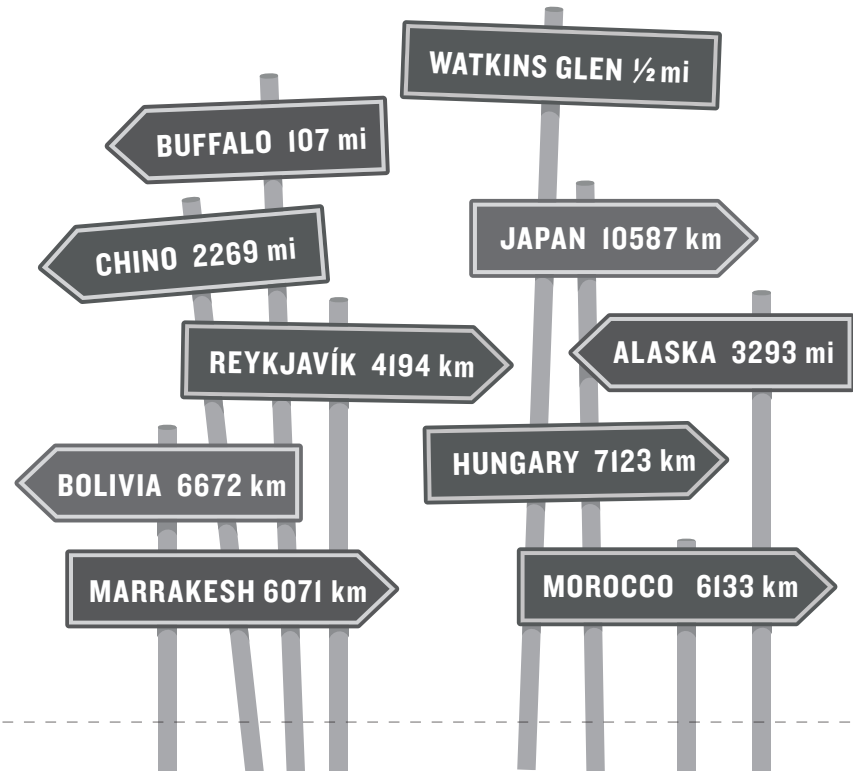 WATKINS GLEN ½ mi
BUFFALO 107 mi
CHINO 2269 mi
JAPAN 10587 km
REYKJAVÍK 4194 km
ALASKA 3293 mi
BOLIVIA 6672 km
HUNGARY 7123 km
MARRAKESH 6071 km
MOROCCO 6133 km